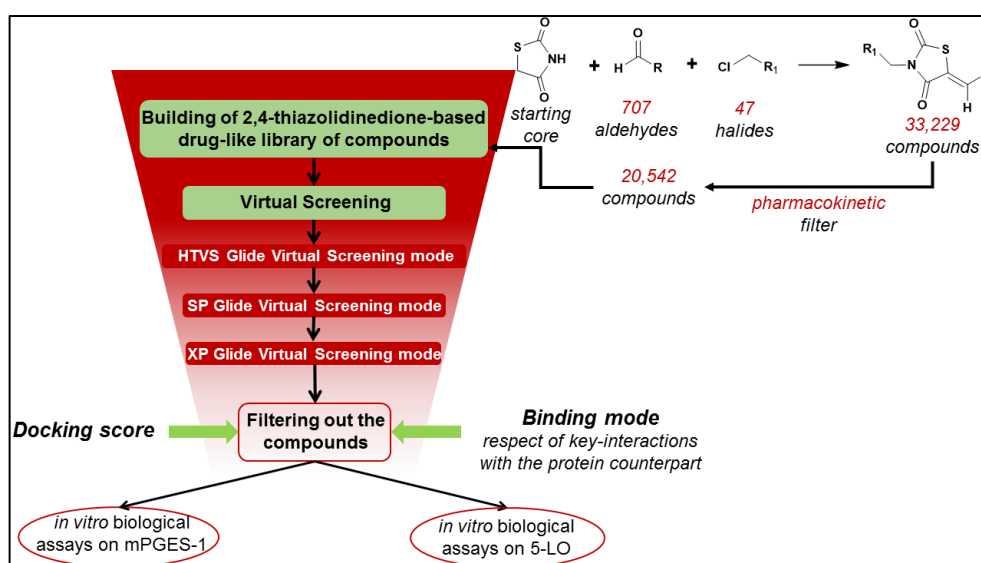 O
S
NH
O
+
O
H
R
+
Cl
R1
O
R1
S
N
O
H
starting
core
707
aldehydes
47
halides
33,229
compounds
20,542
compounds
pharmacokinetic
filter
Building of 2,4-thiazolidinedione-based
drug-like library of compounds
Virtual Screening
HTVS Glide Virtual Screening mode
SP Glide Virtual Screening mode
XP Glide Virtual Screening mode
Docking score
Filtering out the
compounds
Binding mode
respect of key-interactions
with the protein counterpart
in vitro biological
assays on mPGES-1
in vitro biological
assays on 5-LO